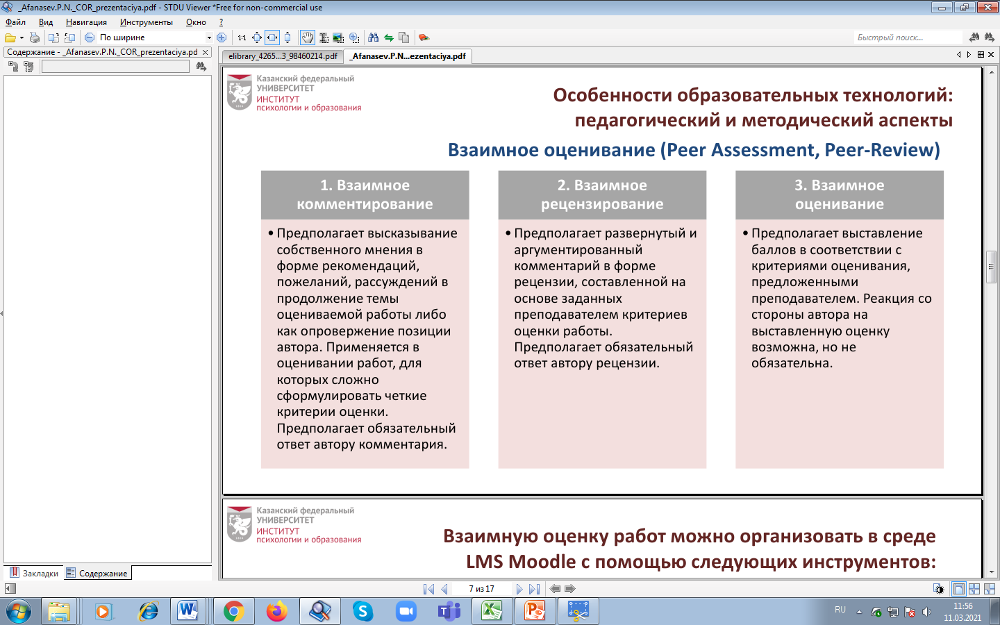 _Afanasev.P.N._COR_prezentaciya.pdf - STDU Viewer *Free for non-commercial use
Файл Вид Навигация Инструменты Окно ?
По ширине
1:1
Быстрый поиск...
Содержание - _Afanasev.P.N._COR_prezentaciya.pd
elibrary_4265...3_98460214.pdf
_Afanasev.P.N...ezentaciya.pdf
Казанский федеральный
УНИВЕРСИТЕТ
ИНСТИТУТ
психологии и образования
Особенности образовательных технологий:
педагогический и методический аспекты
Взаимное оценивание (Peer Assessment, Peer-Review)
1. Взаимное
комментирование
• Предполагает высказывание
собственного мнения в
форме рекомендаций,
пожеланий, рассуждений в
продолжение темы
оцениваемой работы либо
как опровержение позиции
автора. Применяется в
оценивании работ, для
которых сложно
сформулировать четкие
критерии оценки.
Предполагает обязательный
ответ автору комментария.
2. Взаимное
рецензирование
• Предполагает развернутый и
аргументированный
комментарий в форме
рецензии, составленной на
основе заданных
преподавателем критериев
оценки работы.
Предполагает обязательный
ответ автору рецензии.
3. Взаимное
оценивание
• Предполагает выставление
баллов в соответствии с
критериями оценивания,
предложенными
преподавателем. Реакция со
стороны автора на
выставленную оценку
возможна, но не
обязательна.
Казанский федеральный
УНИВЕРСИТЕТ
ИНСТИТУТ
психологии и образования
Взаимную оценку работ можно организовать в среде
LMS Moodle с помощью следующих инструментов:
Закладки Содержание
7 из 17
RU
11:56
11.03.2021